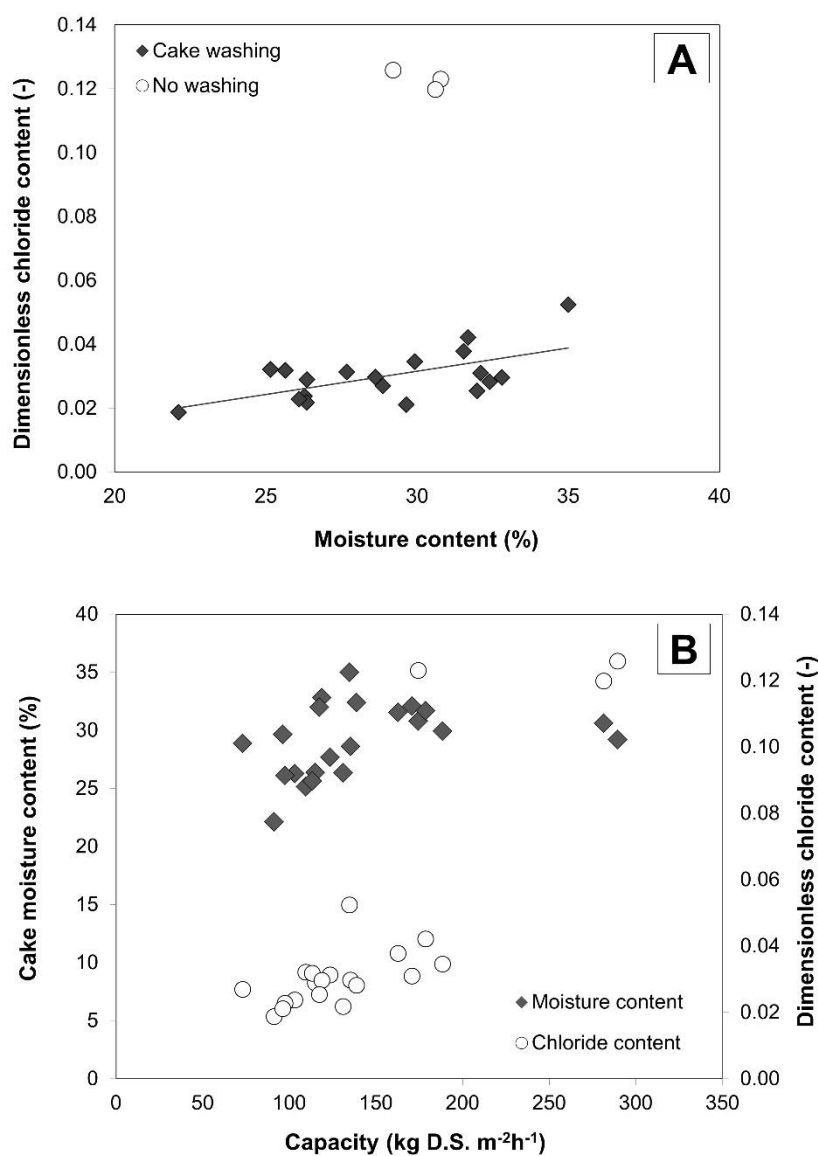 A
Cake washing
No washing
Dimensionless chloride content (-)
0.14
0.12
0.10
0.08
0.06
0.04
0.02
0.00
20 25 30 35 40
Moisture content (%)
B
Cake moisture content (%)
40
35
30
25
20
15
10
5
0
Moisture content
Chloride content
0.14
0.12
0.10
0.08
0.06
0.04
0.02
0.00
Dimensionless chloride content (-)
0 50 100 150 200 250 300 350
Capacity (kg D.S. m⁻²h⁻¹)